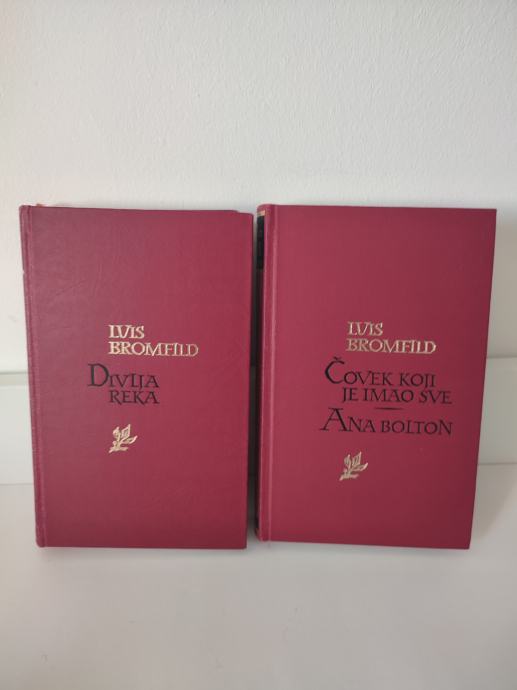 LUIS
BROMFILD
DIVLJA
REKA
LUIS
BROMFILD
ČOVEK KOJI
JE IMAO SVE
ANA BOLTON